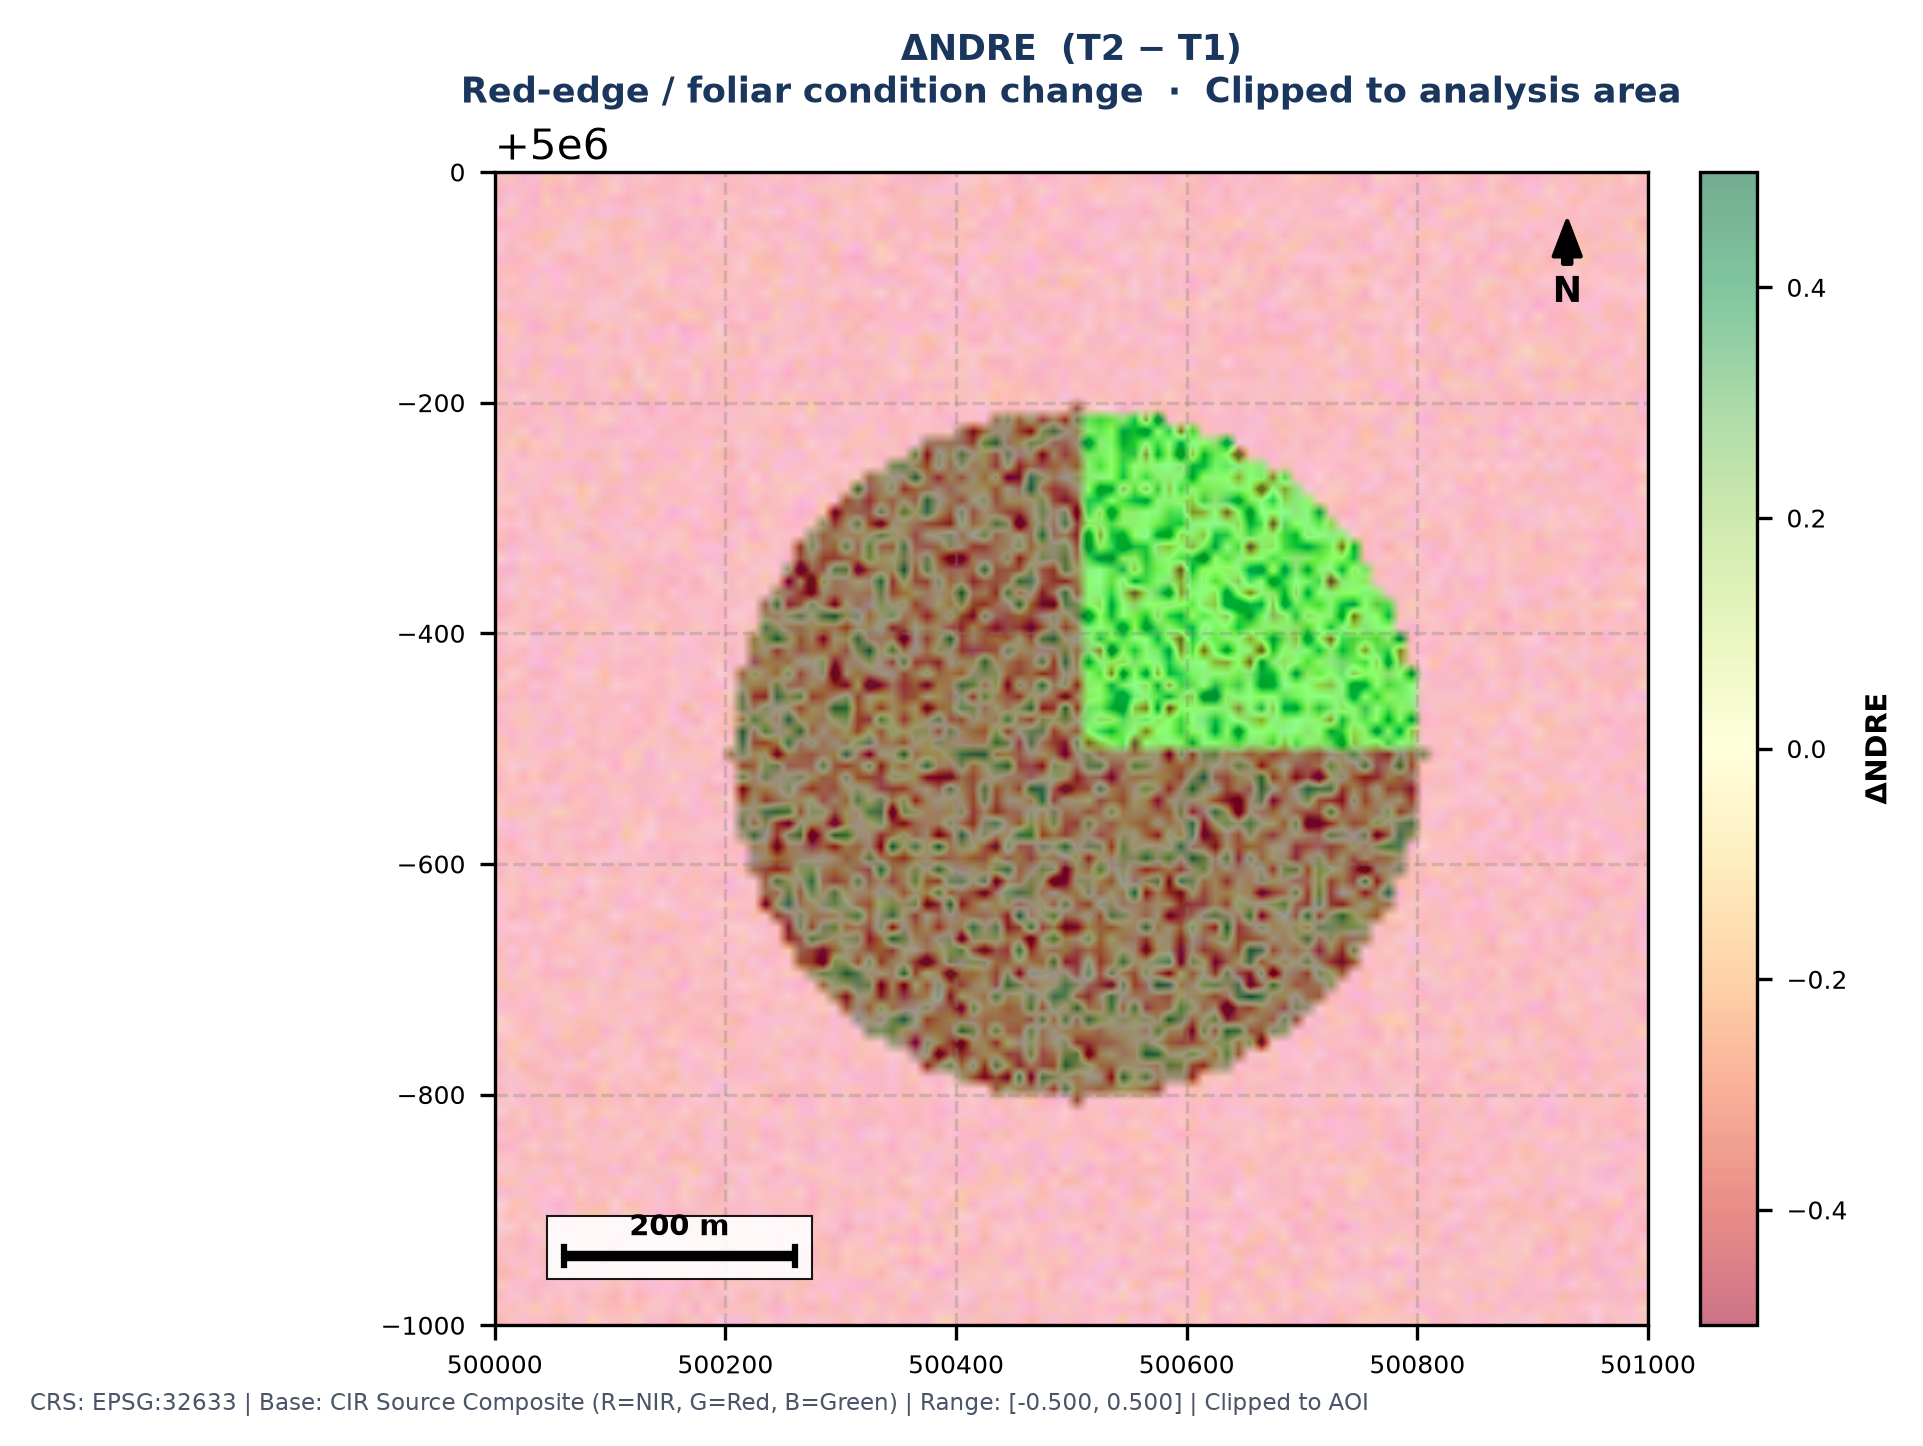 ΔNDRE (T2 − T1)
Red-edge / foliar condition change · Clipped to analysis area
+5e6
0
−200
−400
−600
−800
−1000
N
200 m
500000 500200 500400 500600 500800 501000
0.4
0.2
0.0
−0.2
−0.4
ΔNDRE
CRS: EPSG:32633 | Base: CIR Source Composite (R=NIR, G=Red, B=Green) | Range: [-0.500, 0.500] | Clipped to AOI